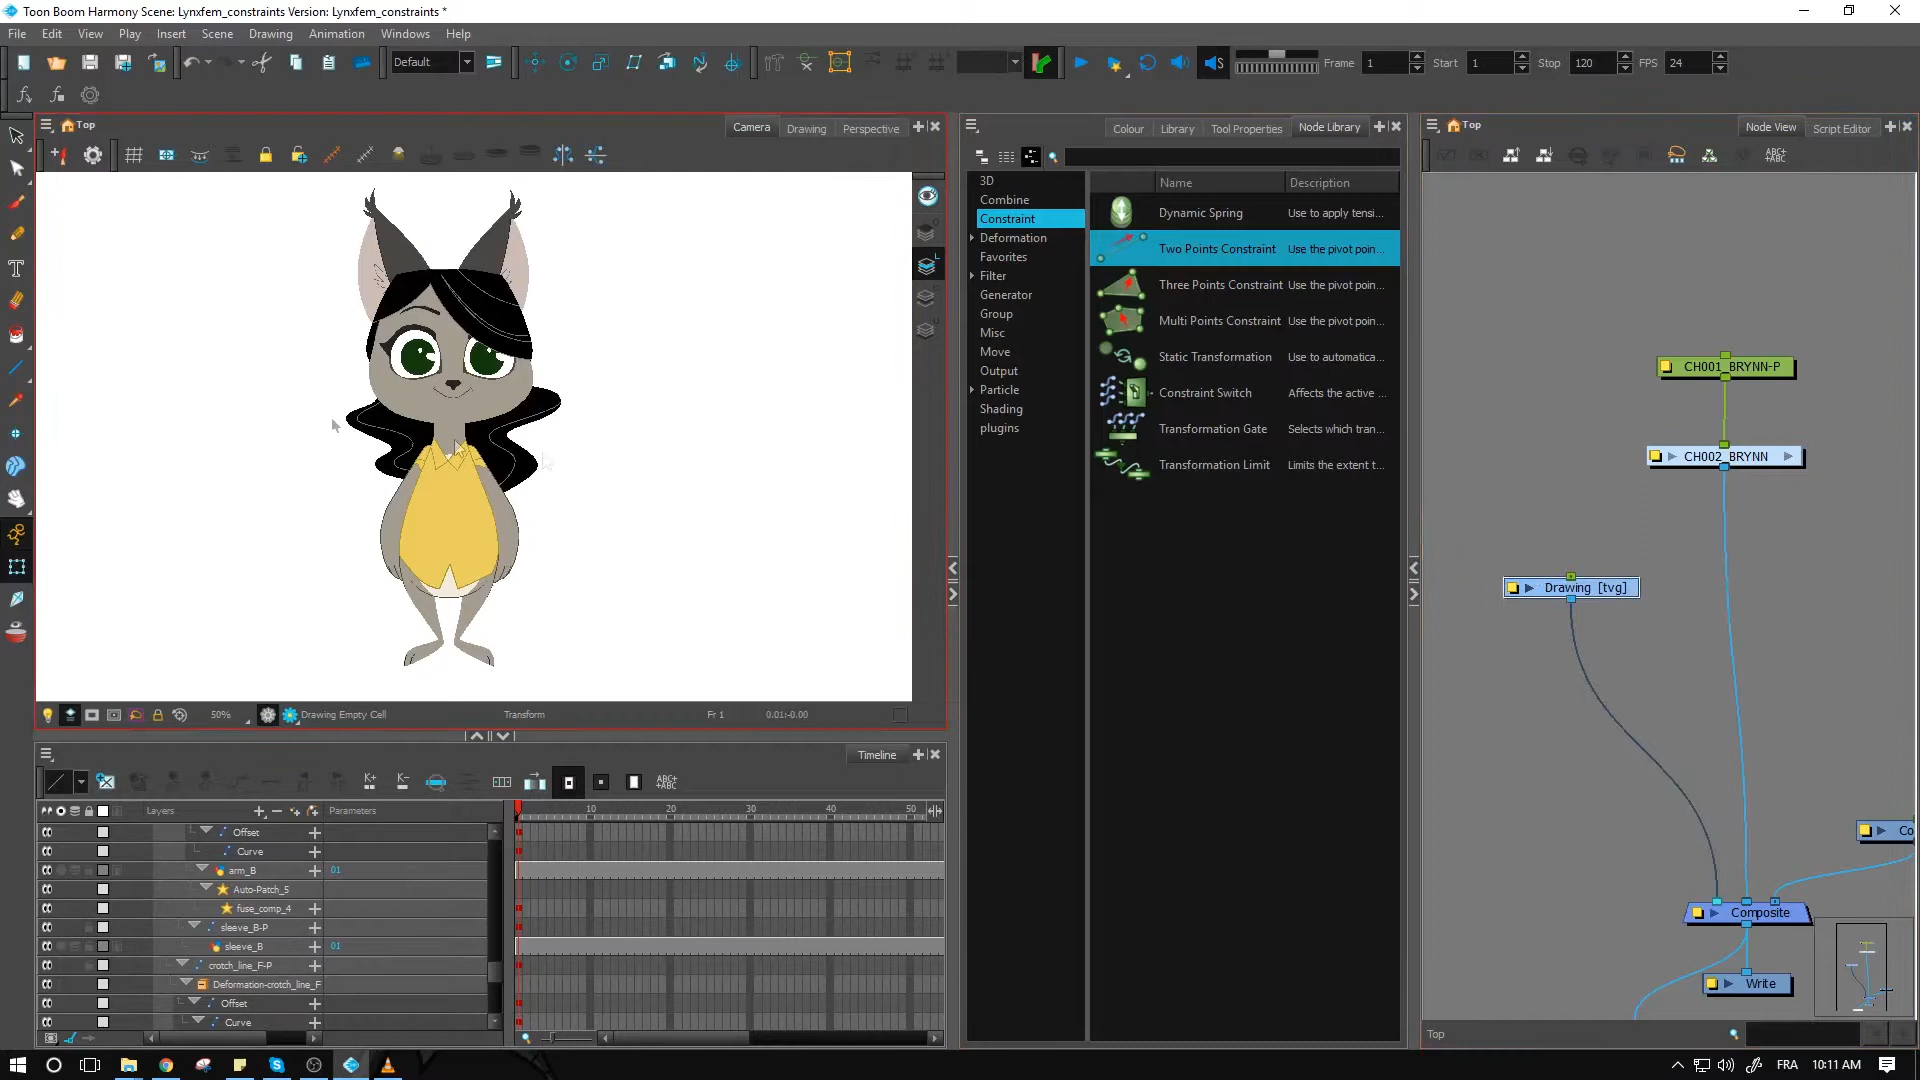 Toon Boom Harmony Scene: Lynxfem_constraints Version: Lynxfem_constraints *
File Edit View Play Insert Scene Drawing Animation Windows Help
Default
Frame 1 Start 1 Stop 120 FPS 24
Top
Camera Drawing Perspective
Colour Library Tool Properties Node Library
Top
Node View Script Editor
ABC+
+ABC
3D
Combine
Constraint
Deformation
Favorites
Filter
Generator
Group
Misc
Move
Output
Particle
Shading
plugins
Name Description
Dynamic Spring Use to apply tensi...
Two Points Constraint Use the pivot poin...
Three Points Constraint Use the pivot poin...
Multi Points Constraint Use the pivot poin...
Static Transformation Use to automatica...
Constraint Switch Affects the active ...
Transformation Gate Selects which tran...
Transformation Limit Limits the extent t...
CH001_BRYNN-P
CH002_BRYNN
Drawing [tvg]
Co
Composite
Write
Top
50% Drawing Empty Cell Transform Fr 1 0.01:-0.00
Timeline
K+ K-
ABC+
+ABC
Layers Parameters 10 20 30 40 50
Offset
Curve
arm_B 01
Auto-Patch_5
fuse_comp_4
sleeve_B-P
sleeve_B 01
crotch_line_F-P
Deformation-crotch_line_F
Offset
Curve
FRA 10:11 AM